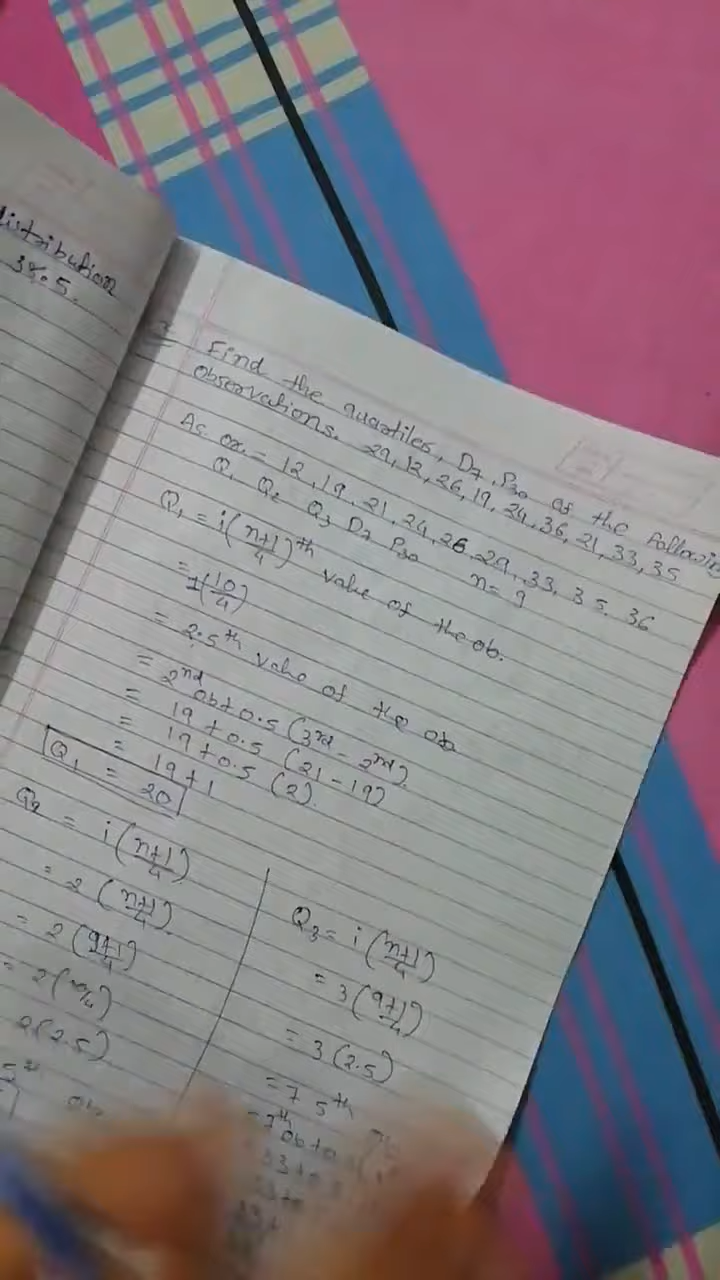 distribution
38.5.
Find the quartiles, D7, P30 of the following
observations. 29, 12, 26, 19, 24, 36, 21, 33, 35
As. or. = 12, 19, 21, 24, 26, 29, 33, 35, 36
Q1 Q2 = Q3 D7 P30 n = 9
Q1 = i(n+1/4)th value of the ob.
= 1(10/4)
= 2.5th value of the ob
= 2nd ob + 0.5 (3rd - 2nd)
= 19 + 0.5 (21 - 19)
= 19 + 0.5 (2).
= 19 + 1
Q1 = 20
Q2 = i(n+1/4)
= 2(n+1/4)
= 2(9+1/4)
= 2(10/4)
2(2.5)
Q3 = i(n+1/4)
= 3(9+1/4)
= 3(2.5)
= 7.5th
= 7th ob +